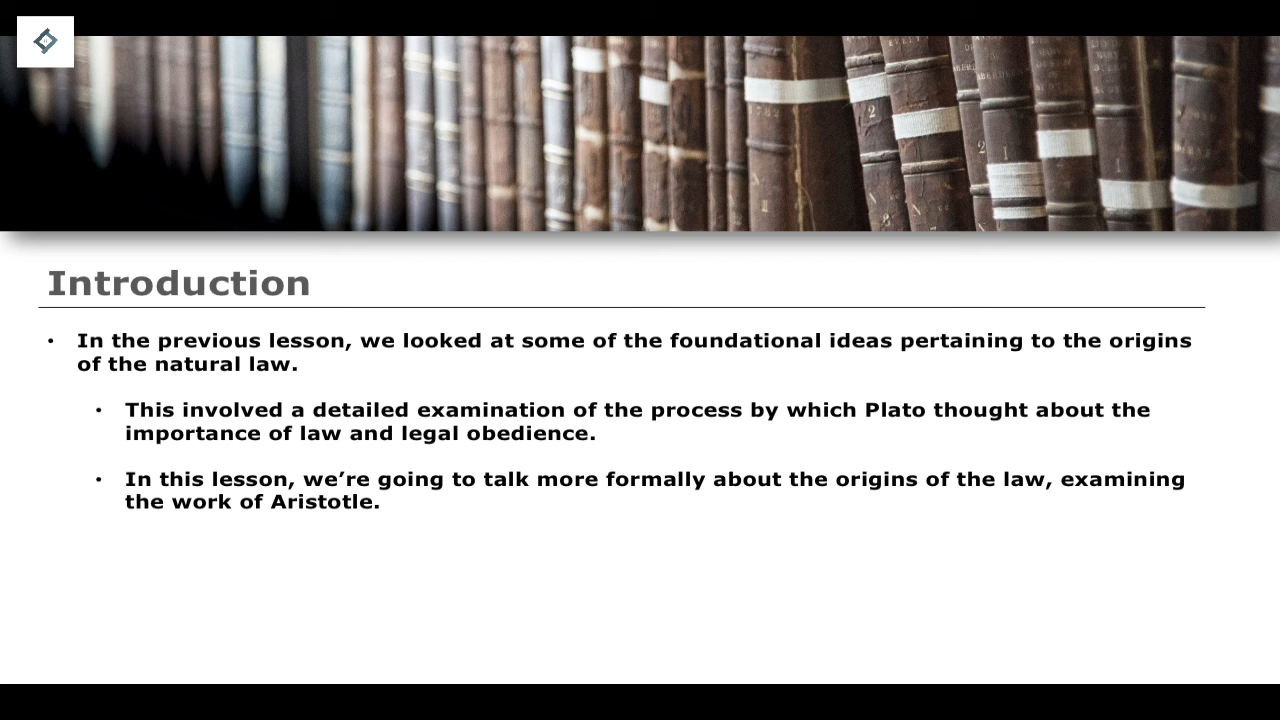 Introduction
• In the previous lesson, we looked at some of the foundational ideas pertaining to the origins
of the natural law.
• This involved a detailed examination of the process by which Plato thought about the
importance of law and legal obedience.
• In this lesson, we’re going to talk more formally about the origins of the law, examining
the work of Aristotle.